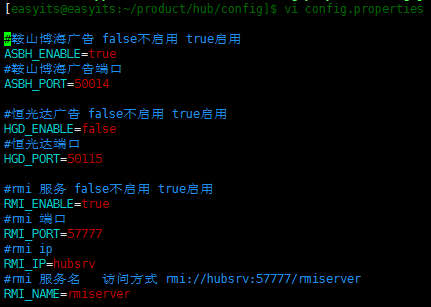 [easyits@easyits:~/product/hub/config]$ vi config.properties
#鞍山博海广告 false不启用 true启用
ASBH_ENABLE=true
#鞍山博海广告端口
ASBH_PORT=50014
#恒光达广告 false不启用 true启用
HGD_ENABLE=false
#恒光达端口
HGD_PORT=50115
#rmi 服务 false不启用 true启用
RMI_ENABLE=true
#rmi 端口
RMI_PORT=57777
#rmi ip
RMI_IP=hubsrv
#rmi 服务名 访问方式 rmi://hubsrv:57777/rmiserver
RMI_NAME=rmiserver